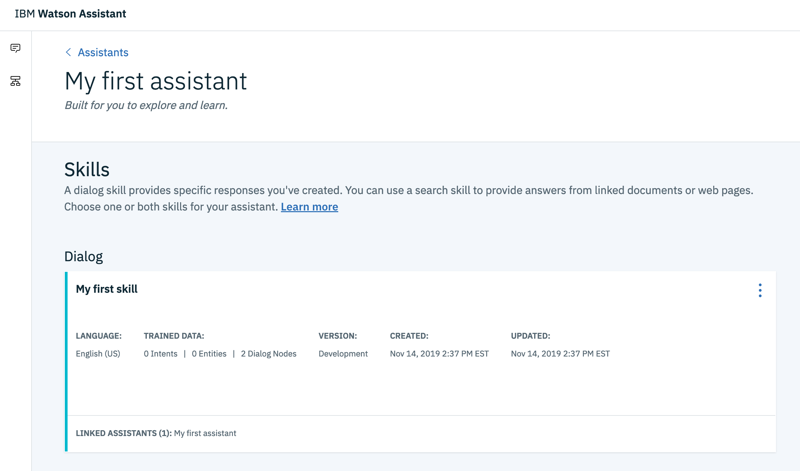 IBM Watson Assistant
Assistants
My first assistant
Built for you to explore and learn.
Skills
A dialog skill provides specific responses you've created. You can use a search skill to provide answers from linked documents or web pages.
Choose one or both skills for your assistant. Learn more
Dialog
My first skill
LANGUAGE: TRAINED DATA: VERSION: CREATED: UPDATED:
English (US) 0 Intents | 0 Entities | 2 Dialog Nodes Development Nov 14, 2019 2:37 PM EST Nov 14, 2019 2:37 PM EST
LINKED ASSISTANTS (1): My first assistant